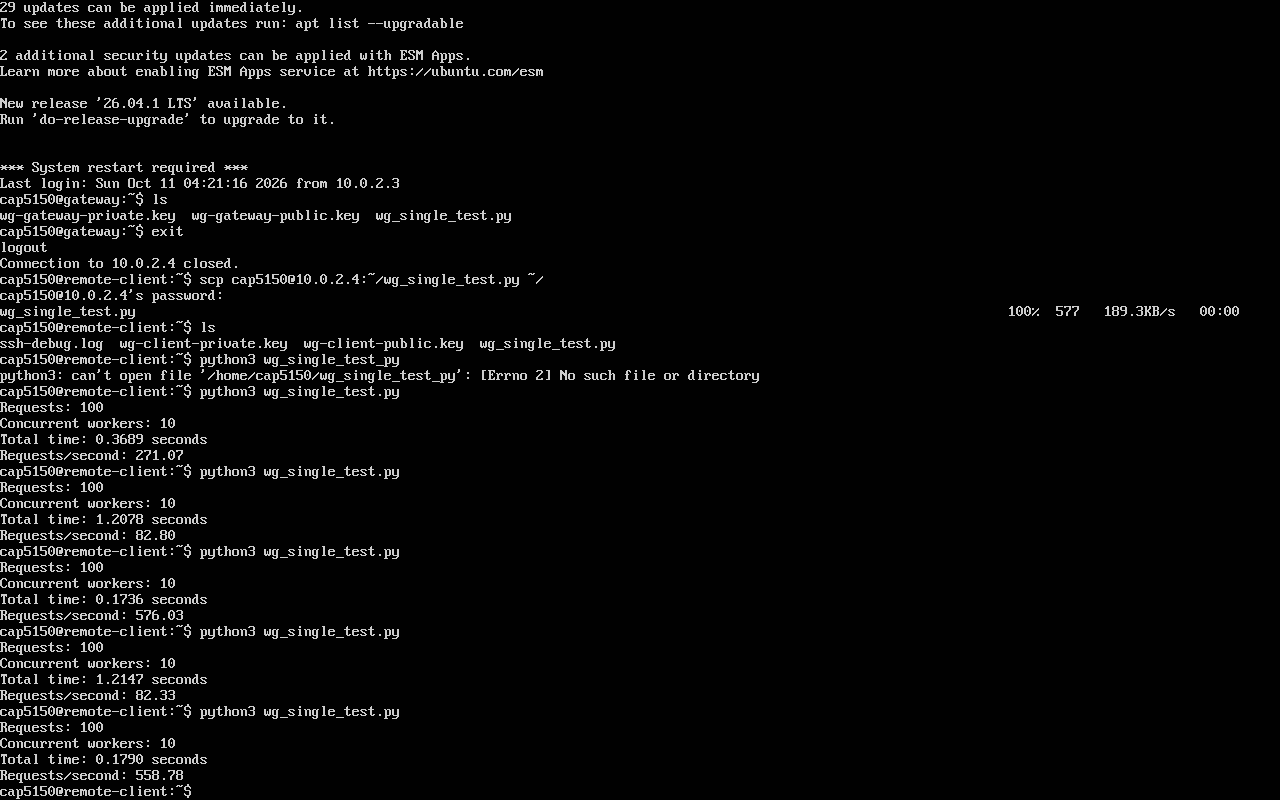 29 updates can be applied immediately.
To see these additional updates run: apt list --upgradable
2 additional security updates can be applied with ESM Apps.
Learn more about enabling ESM Apps service at https://ubuntu.com/esm
New release '26.04.1 LTS' available.
Run 'do-release-upgrade' to upgrade to it.
*** System restart required ***
Last login: Sun Oct 11 04:21:16 2026 from 10.0.2.3
cap5150@gateway:~$ ls
wg-gateway-private.key  wg-gateway-public.key  wg_single_test.py
cap5150@gateway:~$ exit
logout
Connection to 10.0.2.4 closed.
cap5150@remote-client:~$ scp cap5150@10.0.2.4:~/wg_single_test.py ~/
cap5150@10.0.2.4's password:
wg_single_test.py 100% 577 189.3KB/s 00:00
cap5150@remote-client:~$ ls
ssh-debug.log  wg-client-private.key  wg-client-public.key  wg_single_test.py
cap5150@remote-client:~$ python3 wg_single_test_py
python3: can't open file '/home/cap5150/wg_single_test_py': [Errno 2] No such file or directory
cap5150@remote-client:~$ python3 wg_single_test.py
Requests: 100
Concurrent workers: 10
Total time: 0.3689 seconds
Requests/second: 271.07
cap5150@remote-client:~$ python3 wg_single_test.py
Requests: 100
Concurrent workers: 10
Total time: 1.2078 seconds
Requests/second: 82.80
cap5150@remote-client:~$ python3 wg_single_test.py
Requests: 100
Concurrent workers: 10
Total time: 0.1736 seconds
Requests/second: 576.03
cap5150@remote-client:~$ python3 wg_single_test.py
Requests: 100
Concurrent workers: 10
Total time: 1.2147 seconds
Requests/second: 82.33
cap5150@remote-client:~$ python3 wg_single_test.py
Requests: 100
Concurrent workers: 10
Total time: 0.1790 seconds
Requests/second: 558.78
cap5150@remote-client:~$